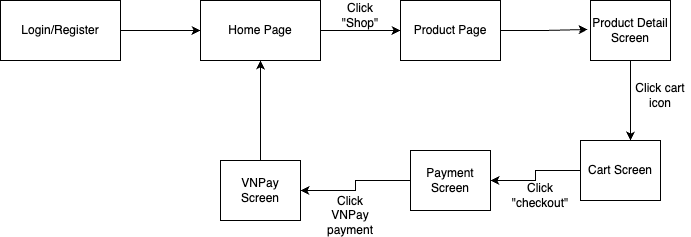 Login/Register
Home Page
Click
"Shop"
Product Page
Product Detail
Screen
Click cart
icon
Cart Screen
Click
"checkout"
Payment
Screen
Click
VNPay
payment
VNPay
Screen